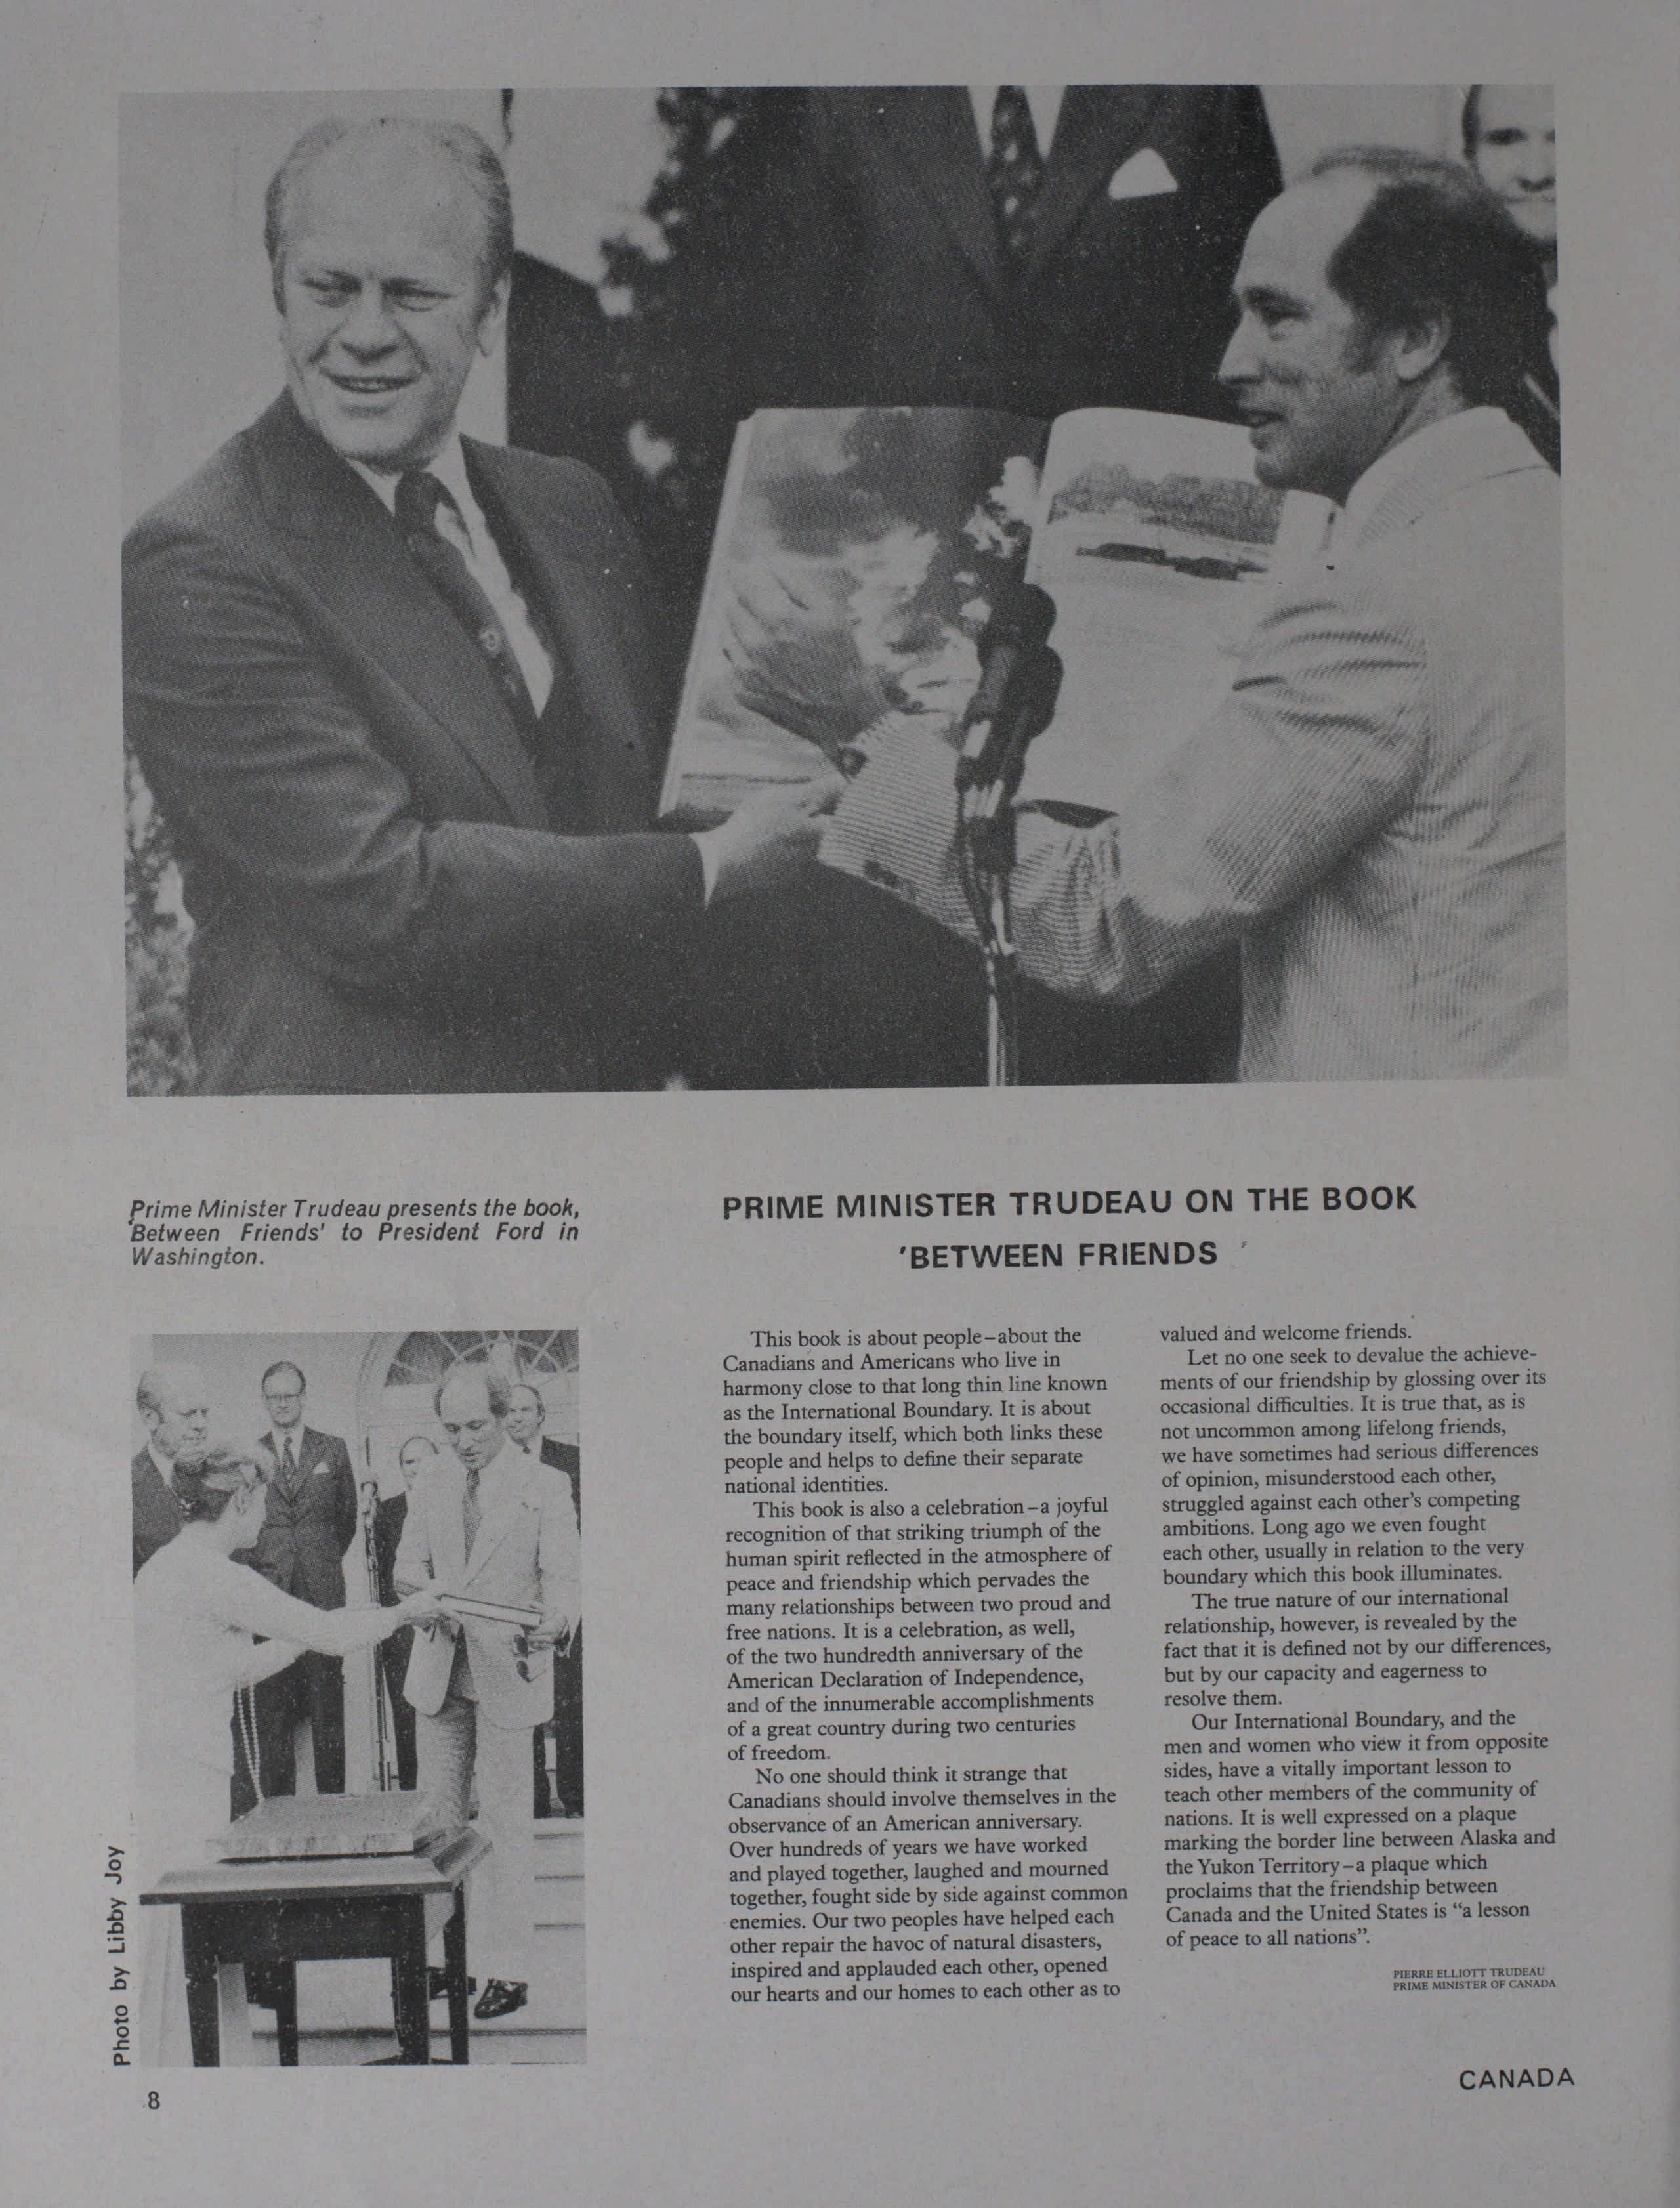 Prime Minister Trudeau presents the book,
'Between Friends' to President Ford in
Washington.
Photo by Libby Joy
8
PRIME MINISTER TRUDEAU ON THE BOOK
'BETWEEN FRIENDS '
This book is about people–about the
Canadians and Americans who live in
harmony close to that long thin line known
as the International Boundary. It is about
the boundary itself, which both links these
people and helps to define their separate
national identities.
This book is also a celebration–a joyful
recognition of that striking triumph of the
human spirit reflected in the atmosphere of
peace and friendship which pervades the
many relationships between two proud and
free nations. It is a celebration, as well,
of the two hundredth anniversary of the
American Declaration of Independence,
and of the innumerable accomplishments
of a great country during two centuries
of freedom.
No one should think it strange that
Canadians should involve themselves in the
observance of an American anniversary.
Over hundreds of years we have worked
and played together, laughed and mourned
together, fought side by side against common
enemies. Our two peoples have helped each
other repair the havoc of natural disasters,
inspired and applauded each other, opened
our hearts and our homes to each other as to
valued and welcome friends.
Let no one seek to devalue the achieve-
ments of our friendship by glossing over its
occasional difficulties. It is true that, as is
not uncommon among lifelong friends,
we have sometimes had serious differences
of opinion, misunderstood each other,
struggled against each other's competing
ambitions. Long ago we even fought
each other, usually in relation to the very
boundary which this book illuminates.
The true nature of our international
relationship, however, is revealed by the
fact that it is defined not by our differences,
but by our capacity and eagerness to
resolve them.
Our International Boundary, and the
men and women who view it from opposite
sides, have a vitally important lesson to
teach other members of the community of
nations. It is well expressed on a plaque
marking the border line between Alaska and
the Yukon Territory–a plaque which
proclaims that the friendship between
Canada and the United States is “a lesson
of peace to all nations”.
PIERRE ELLIOTT TRUDEAU
PRIME MINISTER OF CANADA
CANADA